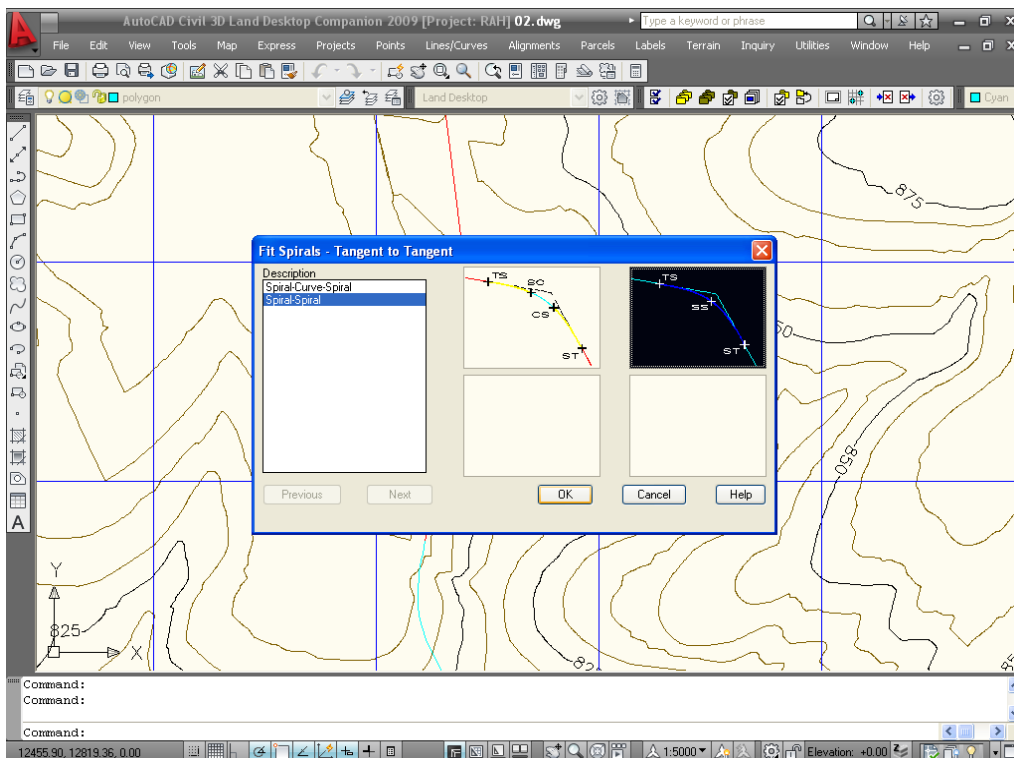 AutoCAD Civil 3D Land Desktop Companion 2009 [Project: RAH] 02.dwg
Type a keyword or phrase
File Edit View Tools Map Express Projects Points Lines/Curves Alignments Parcels Labels Terrain Inquiry Utilities Window Help
polygon
Land Desktop
Cyan
875
Fit Spirals - Tangent to Tangent
Description
Spiral-Curve-Spiral
Spiral-Spiral
TS
SC
CS
ST
TS
SS
ST
50
850
Previous
Next
OK
Cancel
Help
Y
825
X
82
Command:
Command:
Command:
12455.90, 12819.36, 0.00
1:5000
Elevation: +0.00